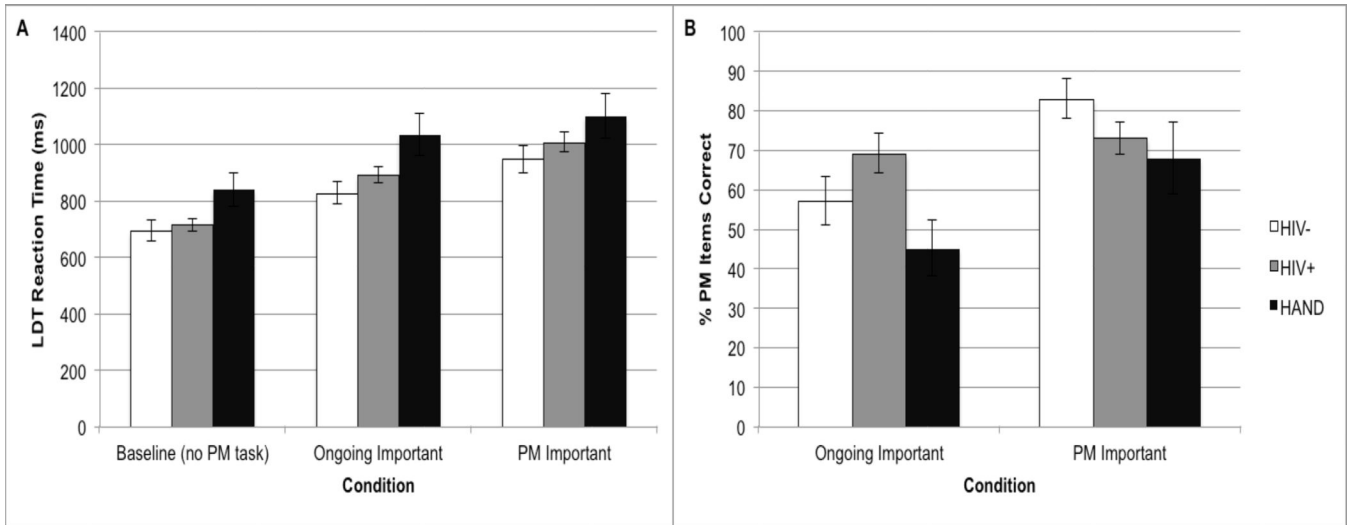 A
1400
1200
1000
800
600
400
200
0
LDT Reaction Time (ms)
Baseline (no PM task)
Ongoing Important
PM Important
Condition
B
100
90
80
70
60
50
40
30
20
10
0
% PM Items Correct
Ongoing Important
PM Important
Condition
HIV-
HIV+
HAND